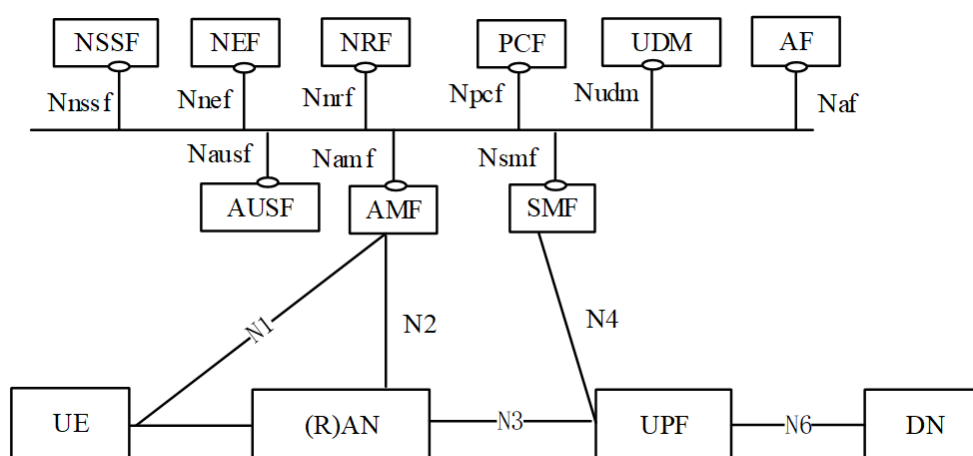 NSSF NEF NRF PCF UDM AF
Nnssf Nnef Nnrf Npcf Nudm Naf
Nausf Namf Nsmf
AUSF AMF SMF
N1 N2 N4
UE (R)AN N3 UPF N6 DN